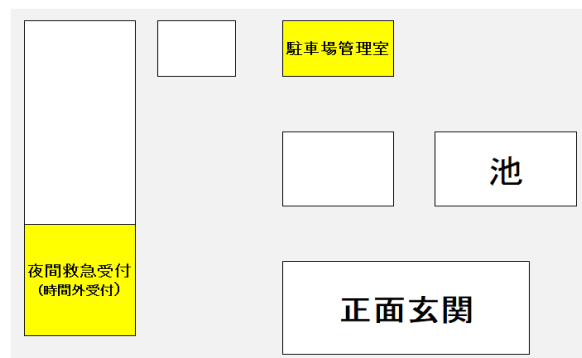 駐車場管理室
池
夜間救急受付
(時間外受付)
正面玄関